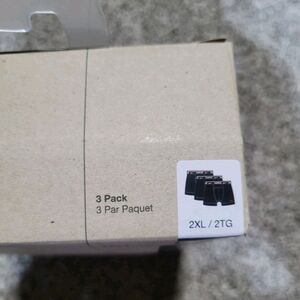 3 Pack
3 Par Paquet
2XL / 2TG